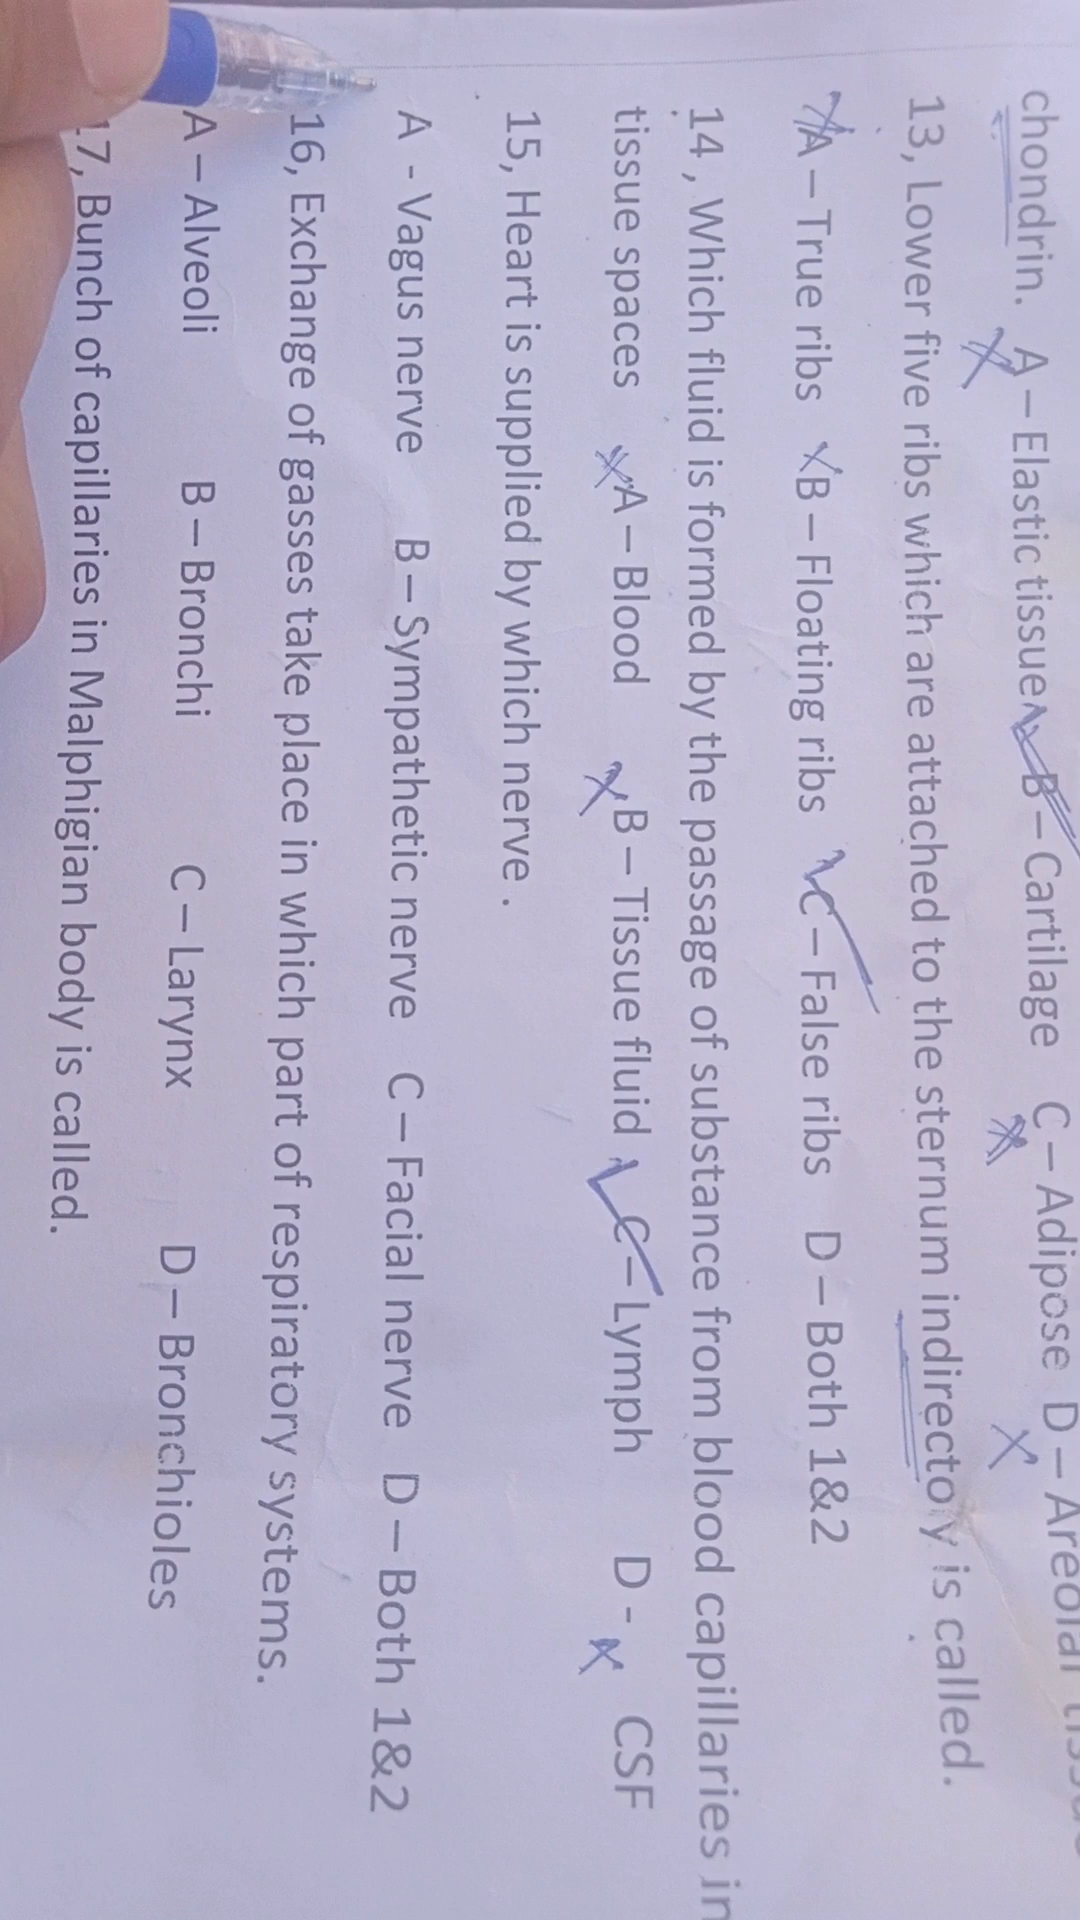 chondrin. A – Elastic tissue B – Cartilage C – Adipose D – Areolar
13, Lower five ribs which are attached to the sternum indirectoy is called.
A – True ribs B – Floating ribs C – False ribs D – Both 1&2
14 , Which fluid is formed by the passage of substance from blood capillaries in
tissue spaces A – Blood B – Tissue fluid C – Lymph D - CSF
15, Heart is supplied by which nerve .
A - Vagus nerve B – Sympathetic nerve C – Facial nerve D – Both 1&2
16, Exchange of gasses take place in which part of respiratory systems.
A – Alveoli B – Bronchi C – Larynx D – Bronchioles
17, Bunch of capillaries in Malphigian body is called.